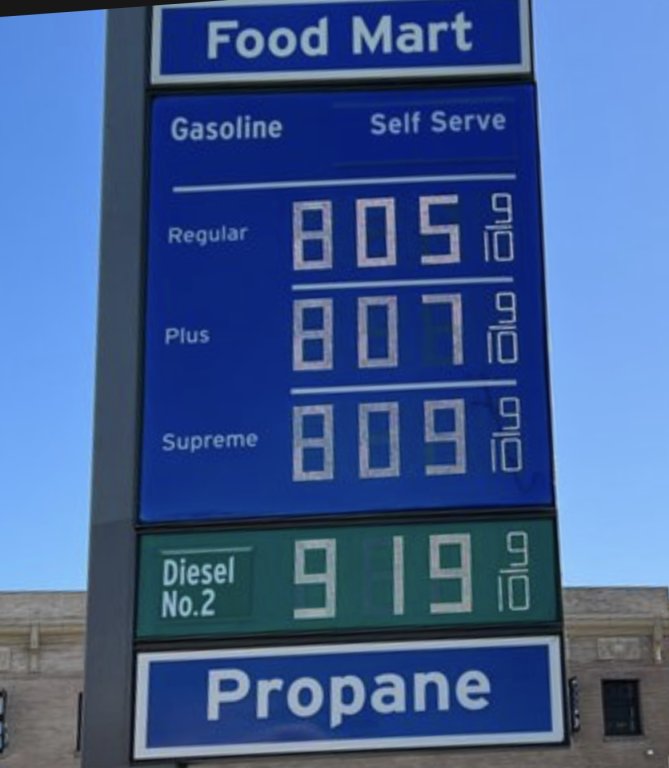 Food Mart
Gasoline Self Serve
Regular 805 9/10
Plus 807 9/10
Supreme 809 9/10
Diesel
No.2 919 9/10
Propane